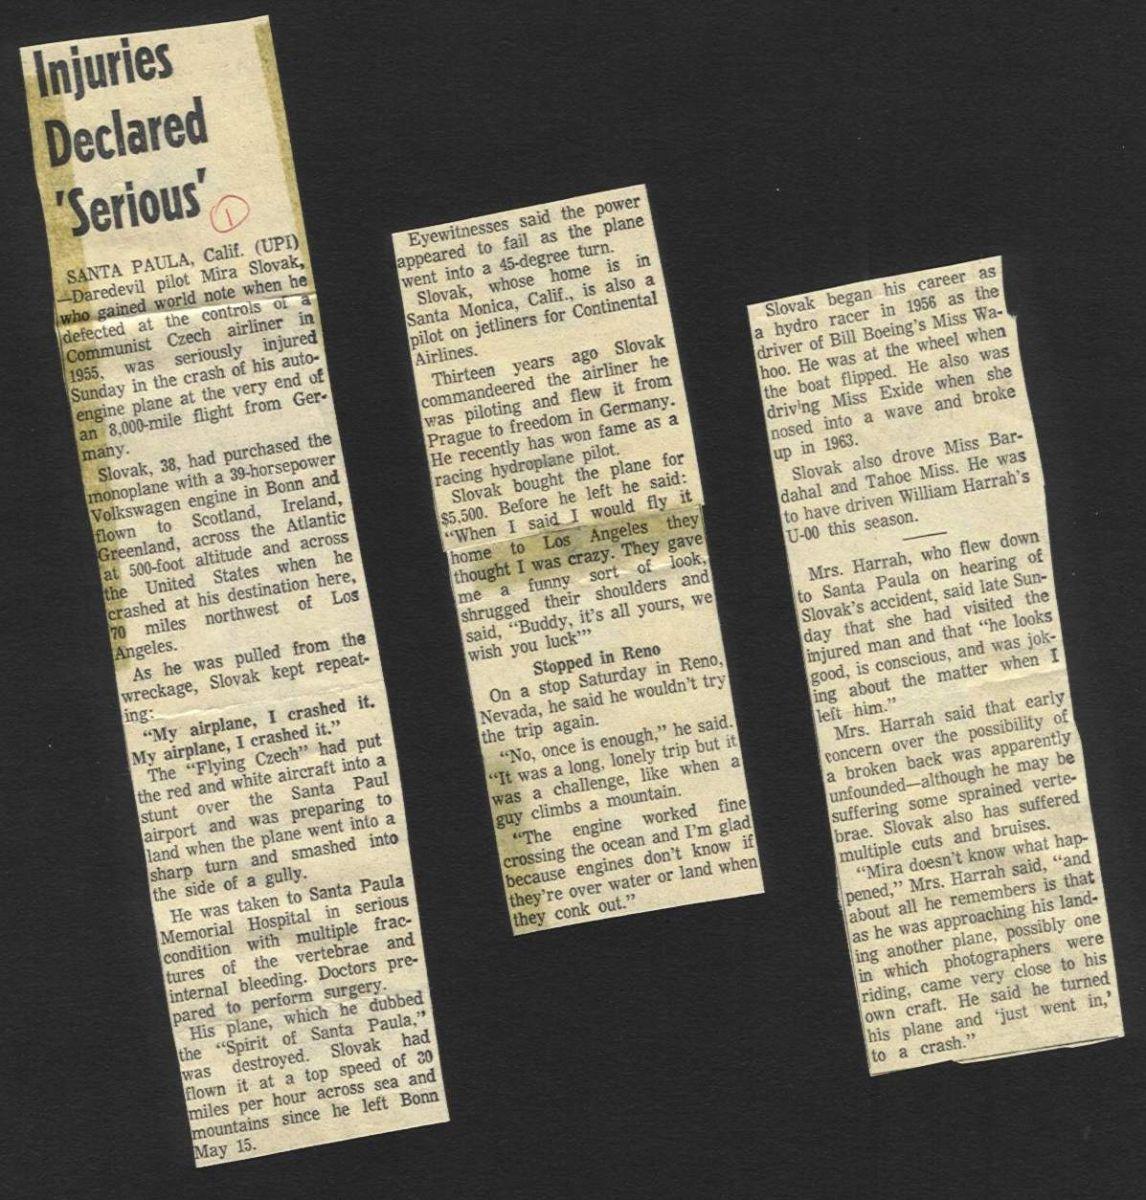 Injuries
Declared
'Serious'
1
SANTA PAULA, Calif. (UPI)
—Daredevil pilot Mira Slovak,
who gained world note when he
defected at the controls of a
Communist Czech airliner in
1955, was seriously injured
Sunday in the crash of his auto-
engine plane at the very end of
an 8,000-mile flight from Ger-
many.
Slovak, 38, had purchased the
monoplane with a 39-horsepower
Volkswagen engine in Bonn and
flown to Scotland, Ireland,
Greenland, across the Atlantic
at 500-foot altitude and across
the United States when he
crashed at his destination here,
70 miles northwest of Los
Angeles.
As he was pulled from the
wreckage, Slovak kept repeat-
ing:
"My airplane, I crashed it.
My airplane, I crashed it."
The "Flying Czech" had put
the red and white aircraft into a
stunt over the Santa Paul
airport and was preparing to
land when the plane went into a
sharp turn and smashed into
the side of a gully.
He was taken to Santa Paula
Memorial Hospital in serious
condition with multiple frac-
tures of the vertebrae and
internal bleeding. Doctors pre-
pared to perform surgery.
His plane, which he dubbed
the "Spirit of Santa Paula,"
was destroyed. Slovak had
flown it at a top speed of 80
miles per hour across sea and
mountains since he left Bonn
May 15.
Eyewitnesses said the power
appeared to fail as the plane
went into a 45-degree turn.
Slovak, whose home is in
Santa Monica, Calif., is also a
pilot on jetliners for Continental
Airlines.
Thirteen years ago Slovak
commandeered the airliner he
was piloting and flew it from
Prague to freedom in Germany.
He recently has won fame as a
racing hydroplane pilot.
Slovak bought the plane for
$5,500. Before he left he said:
"When I said I would fly it
home to Los Angeles they
thought I was crazy. They gave
me a funny sort of look,
shrugged their shoulders and
said, "Buddy, it's all yours, we
wish you luck'"
Stopped in Reno
On a stop Saturday in Reno,
Nevada, he said he wouldn't try
the trip again.
"No, once is enough," he said.
"It was a long, lonely trip but it
was a challenge, like when a
guy climbs a mountain.
"The engine worked fine
crossing the ocean and I'm glad
because engines don't know if
they're over water or land when
they conk out."
Slovak began his career as
a hydro racer in 1956 as the
driver of Bill Boeing's Miss Wa-
hoo. He was at the wheel when
the boat flipped. He also was
driving Miss Exide when she
nosed into a wave and broke
up in 1963.
Slovak also drove Miss Bar-
dahal and Tahoe Miss. He was
to have driven William Harrah's
U-00 this season.
Mrs. Harrah, who flew down
to Santa Paula on hearing of
Slovak's accident, said late Sun-
day that she had visited the
injured man and that "he looks
good, is conscious, and was jok-
ing about the matter when I
left him."
Mrs. Harrah said that early
concern over the possibility of
a broken back was apparently
unfounded—although he may be
suffering some sprained verte-
brae. Slovak also has suffered
multiple cuts and bruises.
"Mira doesn't know what hap-
pened," Mrs. Harrah said, "and
about all he remembers is that
as he was approaching his land-
ing another plane, possibly one
in which photographers were
riding, came very close to his
own craft. He said he turned
his plane and 'just went in,'
to a crash."